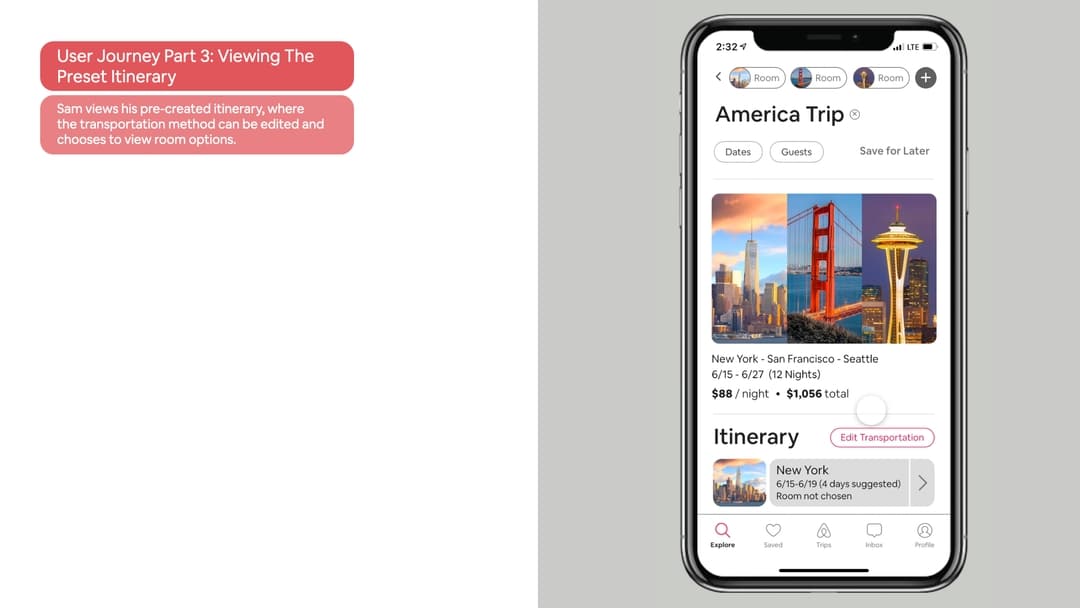 User Journey Part 3: Viewing The
Preset Itinerary
Sam views his pre-created itinerary, where
the transportation method can be edited and
chooses to view room options.
2:32
LTE
Room
Room
Room
America Trip
Dates
Guests
Save for Later
New York - San Francisco - Seattle
6/15 - 6/27 (12 Nights)
$88 / night • $1,056 total
Itinerary
Edit Transportation
New York
6/15-6/19 (4 days suggested)
Room not chosen
Explore
Saved
Trips
Inbox
Profile